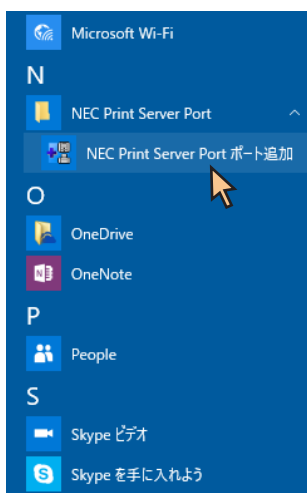 Microsoft Wi-Fi
N
NEC Print Server Port
NEC Print Server Port ポート追加
O
OneDrive
OneNote
P
People
S
Skype ビデオ
Skype を手に入れよう